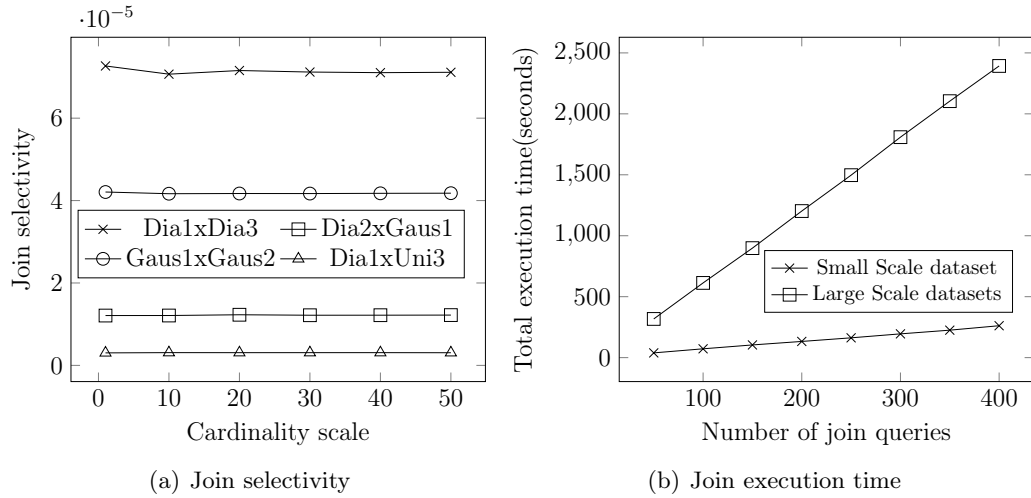 ·10⁻⁵
6
4
2
0
Join selectivity
Dia1xDia3
Dia2xGaus1
Gaus1xGaus2
Dia1xUni3
0 10 20 30 40 50
Cardinality scale
(a) Join selectivity
2,500
2,000
1,500
1,000
500
0
Total execution time(seconds)
Small Scale dataset
Large Scale datasets
100 200 300 400
Number of join queries
(b) Join execution time